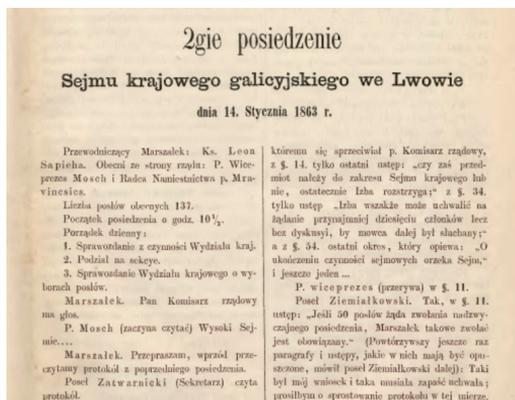 2gie posiedzenie
Sejmu krajowego galicyjskiego we Lwowie
dnia 14. Stycznia 1863 r.
Przewodniczący Marszałek: Ks. Leon
Sapieha. Obecni ze strony rządu: P. Wice-
prezes Mosch i Radca Namiestnictwa p. Mra-
vincsics.
Liczba posłów obecnych 137.
Początek posiedzenia o godz. 10½.
Porządek dzienny:
1. Sprawozdanie z czynności Wydziału kraj.
2. Podział na sekcye.
3. Sprawozdanie Wydziału krajowego o wy-
borach posłów.
Marszałek. Pan Komisarz rządowy
ma głos.
P. Mosch (zaczyna czytać) Wysoki Sej-
mie....
Marszałek. Przepraszam, wprzód prze-
czytamy protokół z poprzedniego posiedzenia.
Poseł Zatwarnicki (Sekretarz) czyta
protokół.
któremu się sprzeciwiał p. Komisarz rządowy,
z §. 14. tylko ostatni ustęp: „czy zaś przed-
miot należy do zakresu Sejmu krajowego lub
nie, ostatecznie Izba rozstrzyga;“ z §. 34.
tylko ustęp „Izba wszakże może uchwalić na
żądanie przynajmniej dziesięciu członków lecz
bez dyskusyi, by mowca dalej był słuchany;“
a z §. 54. ostatni okres, który opiewa: „O
ukończeniu czynności sejmowych orzeka Sejm,“
i jeszcze jeden ...
P. wiceprezes (przerywa) w §. 11.
Poseł Ziemiałkowski. Tak, w §. 11.
ustęp: „Jeśli 50 posłów żąda zwołania nadzwy-
czajnego posiedzenia, Marszałek takowe zwołać
jest obowiązany.“ (Powtórzywszy jeszcze raz
paragrafy i ustępy, jakie w nich mają być opu-
szczone, mówił poseł Ziemiałkowski dalej): Taki
był mój wniosek i taka musiała zapaść uchwała;
prosiłbym o sprostowanie protokołu w tej mierze.